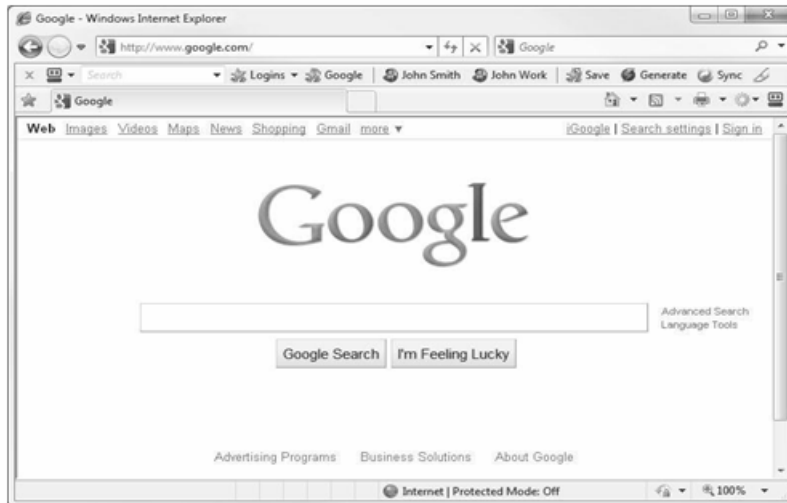 Google - Windows Internet Explorer
http://www.google.com/ Google
Search Logins Google John Smith John Work Save Generate Sync
Google
Web Images Videos Maps News Shopping Gmail more ▼ iGoogle | Search settings | Sign in
Google
Advanced Search
Language Tools
Google Search I'm Feeling Lucky
Advertising Programs Business Solutions About Google
Internet | Protected Mode: Off 100%